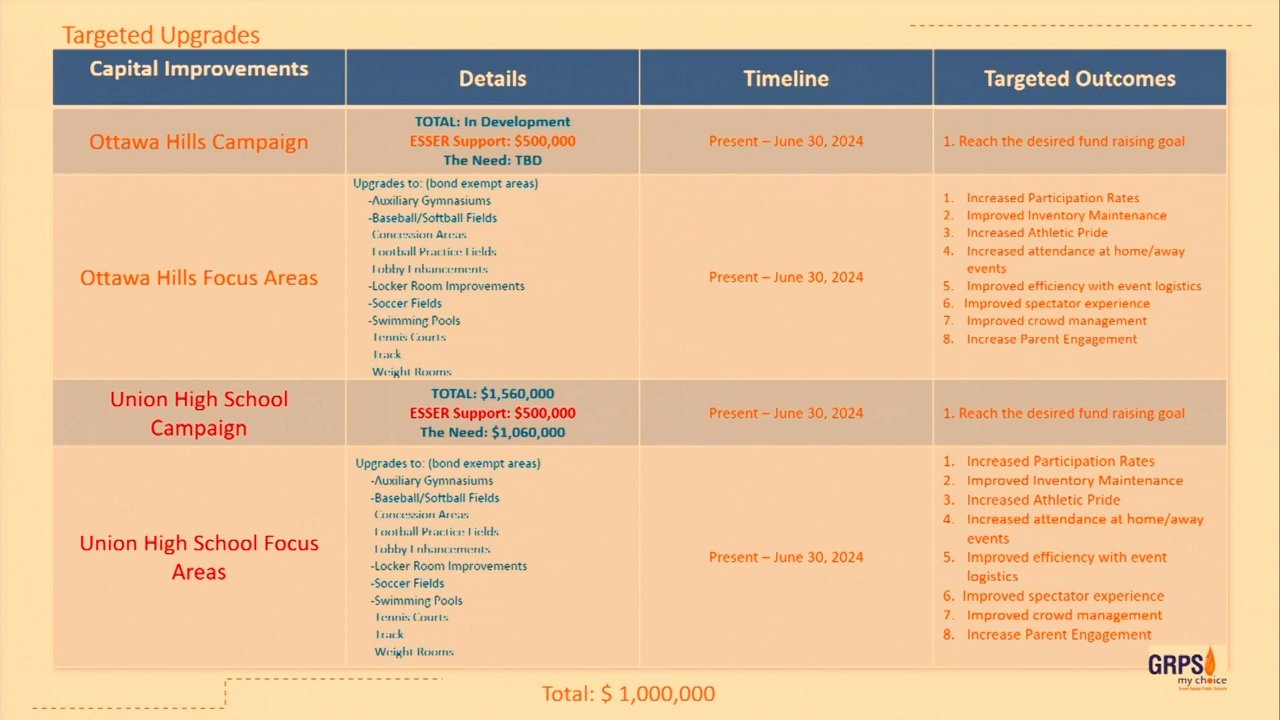 Targeted Upgrades
Capital Improvements
Details
Timeline
Targeted Outcomes
Ottawa Hills Campaign
TOTAL: In Development
ESSER Support: $500,000
The Need: TBD
Present – June 30, 2024
1. Reach the desired fund raising goal
Ottawa Hills Focus Areas
Upgrades to: (bond exempt areas)
-Auxiliary Gymnasiums
-Baseball/Softball Fields
Concession Areas
Football Practice Fields
Lobby Enhancements
-Locker Room Improvements
-Soccer Fields
-Swimming Pools
Tennis Courts
Track
Weight Rooms
Present – June 30, 2024
1. Increased Participation Rates
2. Improved Inventory Maintenance
3. Increased Athletic Pride
4. Increased attendance at home/away
events
5. Improved efficiency with event logistics
6. Improved spectator experience
7. Improved crowd management
8. Increase Parent Engagement
Union High School
Campaign
TOTAL: $1,560,000
ESSER Support: $500,000
The Need: $1,060,000
Present – June 30, 2024
1. Reach the desired fund raising goal
Union High School Focus
Areas
Upgrades to: (bond exempt areas)
-Auxiliary Gymnasiums
-Baseball/Softball Fields
Concession Areas
Football Practice Fields
Lobby Enhancements
-Locker Room Improvements
-Soccer Fields
-Swimming Pools
Tennis Courts
Track
Weight Rooms
Present – June 30, 2024
1. Increased Participation Rates
2. Improved Inventory Maintenance
3. Increased Athletic Pride
4. Increased attendance at home/away
events
5. Improved efficiency with event
logistics
6. Improved spectator experience
7. Improved crowd management
8. Increase Parent Engagement
GRPS
my choice
Grand Rapids Public Schools
Total: $ 1,000,000